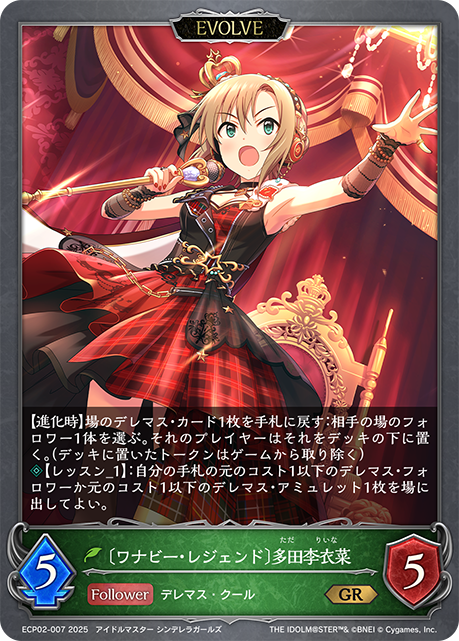 EVOLVE
【進化時】場のデレマス・カード1枚を手札に戻す：相手の場のフォ
ロワー1体を選ぶ。それのプレイヤーはそれをデッキの下に置
く。（デッキに置いたトークンはゲームから取り除く）
【レッスン_1】：自分の手札の元のコスト1以下のデレマス・フォ
ロワーか元のコスト1以下のデレマス・アミュレット1枚を場に
出してよい。
ただ りいな
〔ワナビー・レジェンド〕多田李衣菜
5
Follower デレマス・クール GR
5
ECP02-007 2025 アイドルマスター シンデレラガールズ THE IDOLM@STER™& ©BNEI © Cygames, Inc.